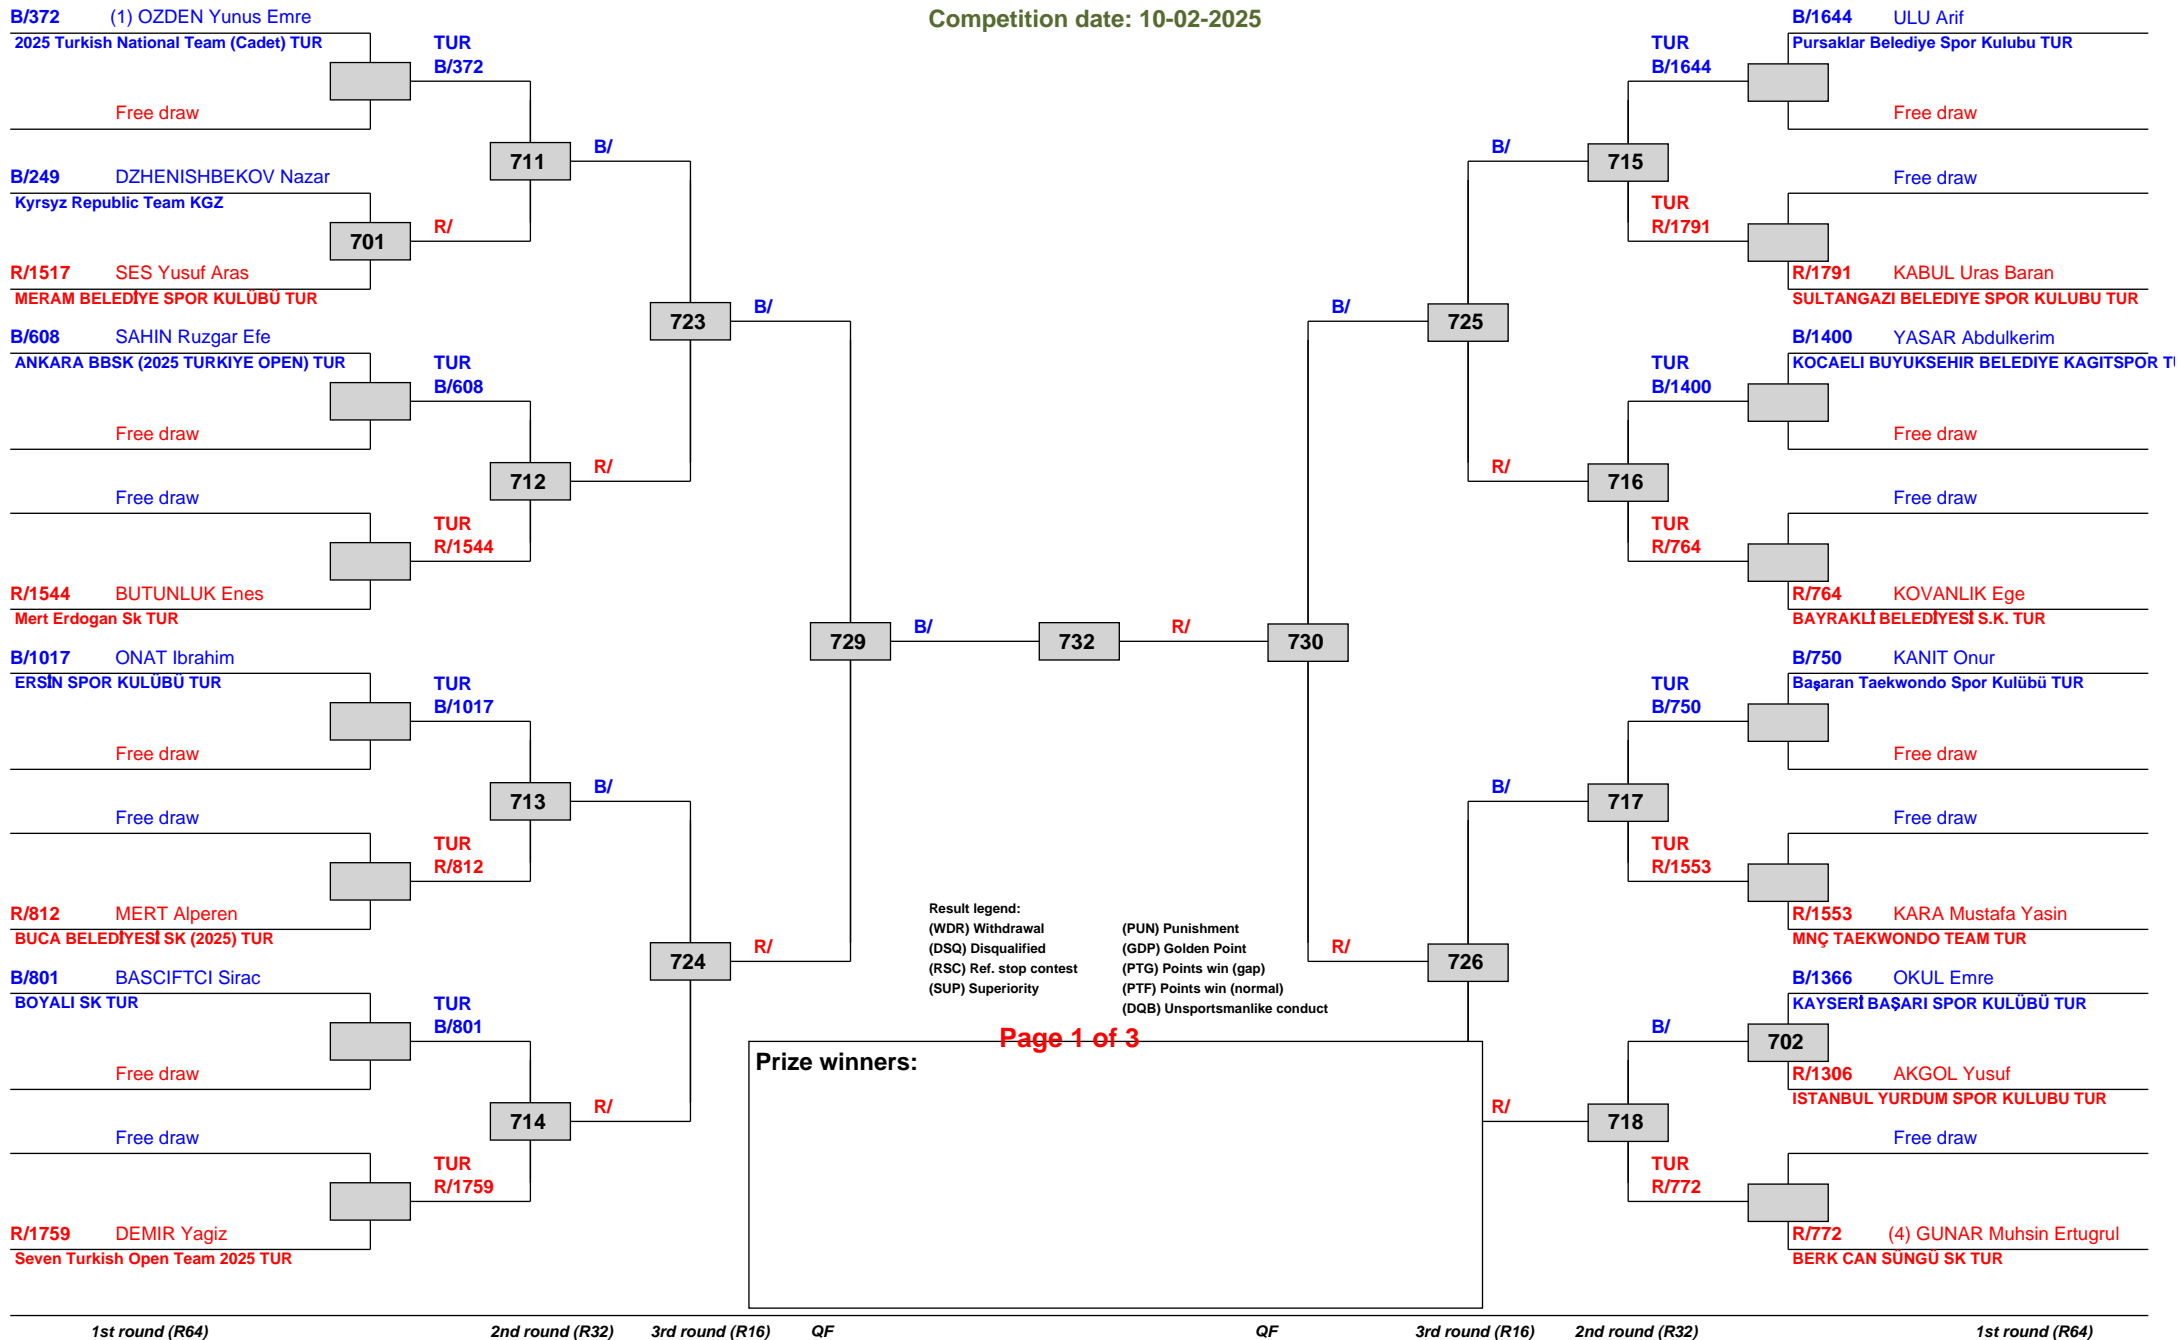 Competition date: 10-02-2025
B/372 (1) OZDEN Yunus Emre
2025 Turkish National Team (Cadet) TUR
TUR
B/372
Free draw
711
B/
B/249 DZHENISHBEKOV Nazar
Kyrsyz Republic Team KGZ
701
R/
R/1517 SES Yusuf Aras
MERAM BELEDİYE SPOR KULÜBÜ TUR
723
B/
B/608 SAHIN Ruzgar Efe
ANKARA BBSK (2025 TURKIYE OPEN) TUR
TUR
B/608
Free draw
712
R/
Free draw
TUR
R/1544
R/1544 BUTUNLUK Enes
Mert Erdogan Sk TUR
729
B/
732
R/
730
B/1017 ONAT Ibrahim
ERSİN SPOR KULÜBÜ TUR
TUR
B/1017
Free draw
713
B/
Free draw
TUR
R/812
R/812 MERT Alperen
BUCA BELEDİYESİ SK (2025) TUR
724
R/
B/801 BASCIFTCI Sirac
BOYALI SK TUR
TUR
B/801
Free draw
714
R/
Free draw
TUR
R/1759
R/1759 DEMIR Yagiz
Seven Turkish Open Team 2025 TUR
B/1644 ULU Arif
Pursaklar Belediye Spor Kulubu TUR
TUR
B/1644
Free draw
B/
715
Free draw
TUR
R/1791
R/1791 KABUL Uras Baran
SULTANGAZI BELEDIYE SPOR KULUBU TUR
B/
725
B/1400 YASAR Abdulkerim
KOCAELI BUYUKSEHIR BELEDIYE KAGITSPOR TU
TUR
B/1400
Free draw
R/
716
Free draw
TUR
R/764
R/764 KOVANLIK Ege
BAYRAKLİ BELEDİYESİ S.K. TUR
B/750 KANIT Onur
Başaran Taekwondo Spor Kulübü TUR
TUR
B/750
Free draw
B/
717
Free draw
TUR
R/1553
R/1553 KARA Mustafa Yasin
MNÇ TAEKWONDO TEAM TUR
R/
726
B/1366 OKUL Emre
KAYSERİ BAŞARI SPOR KULÜBÜ TUR
B/
702
R/1306 AKGOL Yusuf
ISTANBUL YURDUM SPOR KULUBU TUR
R/
718
Free draw
TUR
R/772
R/772 (4) GUNAR Muhsin Ertugrul
BERK CAN SÜNGÜ SK TUR
Result legend:
(WDR) Withdrawal (PUN) Punishment
(DSQ) Disqualified (GDP) Golden Point
(RSC) Ref. stop contest (PTG) Points win (gap)
(SUP) Superiority (PTF) Points win (normal)
(DQB) Unsportsmanlike conduct
Page 1 of 3
Prize winners:
1st round (R64) 2nd round (R32) 3rd round (R16) QF QF 3rd round (R16) 2nd round (R32) 1st round (R64)